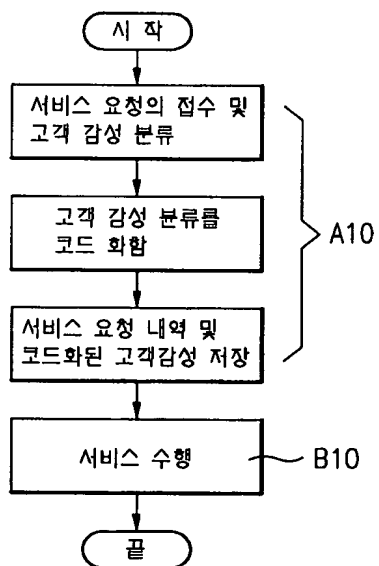 시 작
서비스 요청의 접수 및
고객 감성 분류
고객 감성 분류를
코드 화함
A10
서비스 요청 내역 및
코드화된 고객감성 저장
서비스 수행
B10
끝